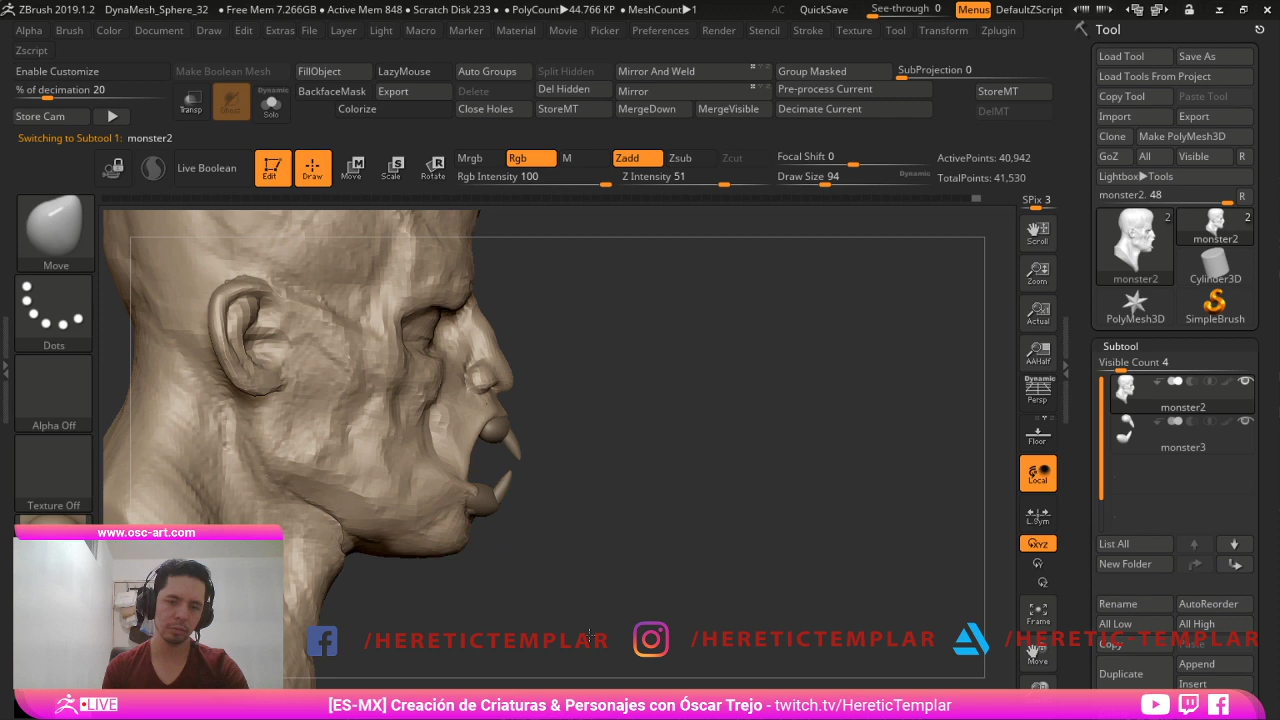 ZBrush 2019.1.2 DynaMesh_Sphere_32 • Free Mem 7.266GB • Active Mem 848 • Scratch Disk 233 • PolyCount▶44.766 KP • MeshCount▶1 AC QuickSave See-through 0 Menus DefaultZScript
Alpha Brush Color Document Draw Edit Extras File Layer Light Macro Marker Material Movie Picker Preferences Render Stencil Stroke Texture Tool Transform Zplugin
Zscript
Enable Customize Make Boolean Mesh FillObject LazyMouse Auto Groups Split Hidden Mirror And Weld Group Masked SubProjection 0
% of decimation 20 Transp Ghost Dynamic Solo BackfaceMask Export Delete Del Hidden Mirror Pre-process Current StoreMT
Store Cam Colorize Close Holes StoreMT MergeDown MergeVisible Decimate Current DelMT
Switching to Subtool 1: monster2
Live Boolean Edit Draw Move Scale Rotate Mrgb Rgb M Zadd Zsub Zcut Focal Shift 0 ActivePoints: 40,942
Rgb Intensity 100 Z Intensity 51 Draw Size 94 Dynamic TotalPoints: 41,530
Move
Dots
Alpha Off
Texture Off
SPix 3
Scroll
Zoom
Actual
AAHalf
Dynamic
Persp
Floor
Local
L.Sym
XYZ
Frame
Move
Tool
Load Tool Save As
Load Tools From Project
Copy Tool Paste Tool
Import Export
Clone Make PolyMesh3D
GoZ All Visible R
Lightbox▶Tools
monster2. 48 R
2 2
monster2
monster2 Cylinder3D
PolyMesh3D SimpleBrush
Subtool
Visible Count 4
monster2
monster3
List All
New Folder
Rename AutoReorder
All Low All High
Copy Paste
Duplicate Append
Insert
www.osc-art.com
/HERETICTEMPLAR /HERETICTEMPLAR /HERETIC_TEMPLAR
LIVE [ES-MX] Creación de Criaturas & Personajes con Óscar Trejo - twitch.tv/HereticTemplar